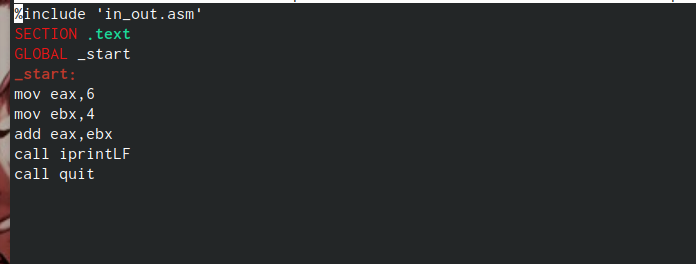 %include 'in_out.asm'
SECTION .text
GLOBAL _start
_start:
mov eax,6
mov ebx,4
add eax,ebx
call iprintLF
call quit